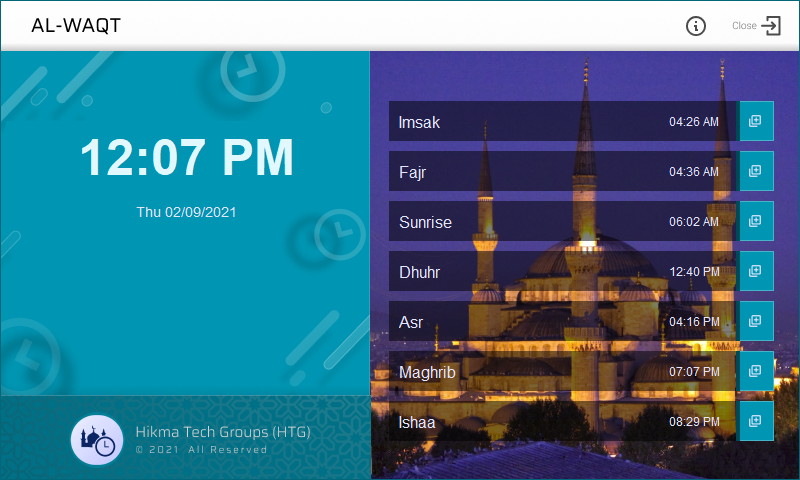 AL-WAQT
Close
12:07 PM
Thu 02/09/2021
Imsak 04:26 AM
Fajr 04:36 AM
Sunrise 06:02 AM
Dhuhr 12:40 PM
Asr 04:16 PM
Maghrib 07:07 PM
Ishaa 08:29 PM
Hikma Tech Groups (HTG)
© 2021 All Reserved